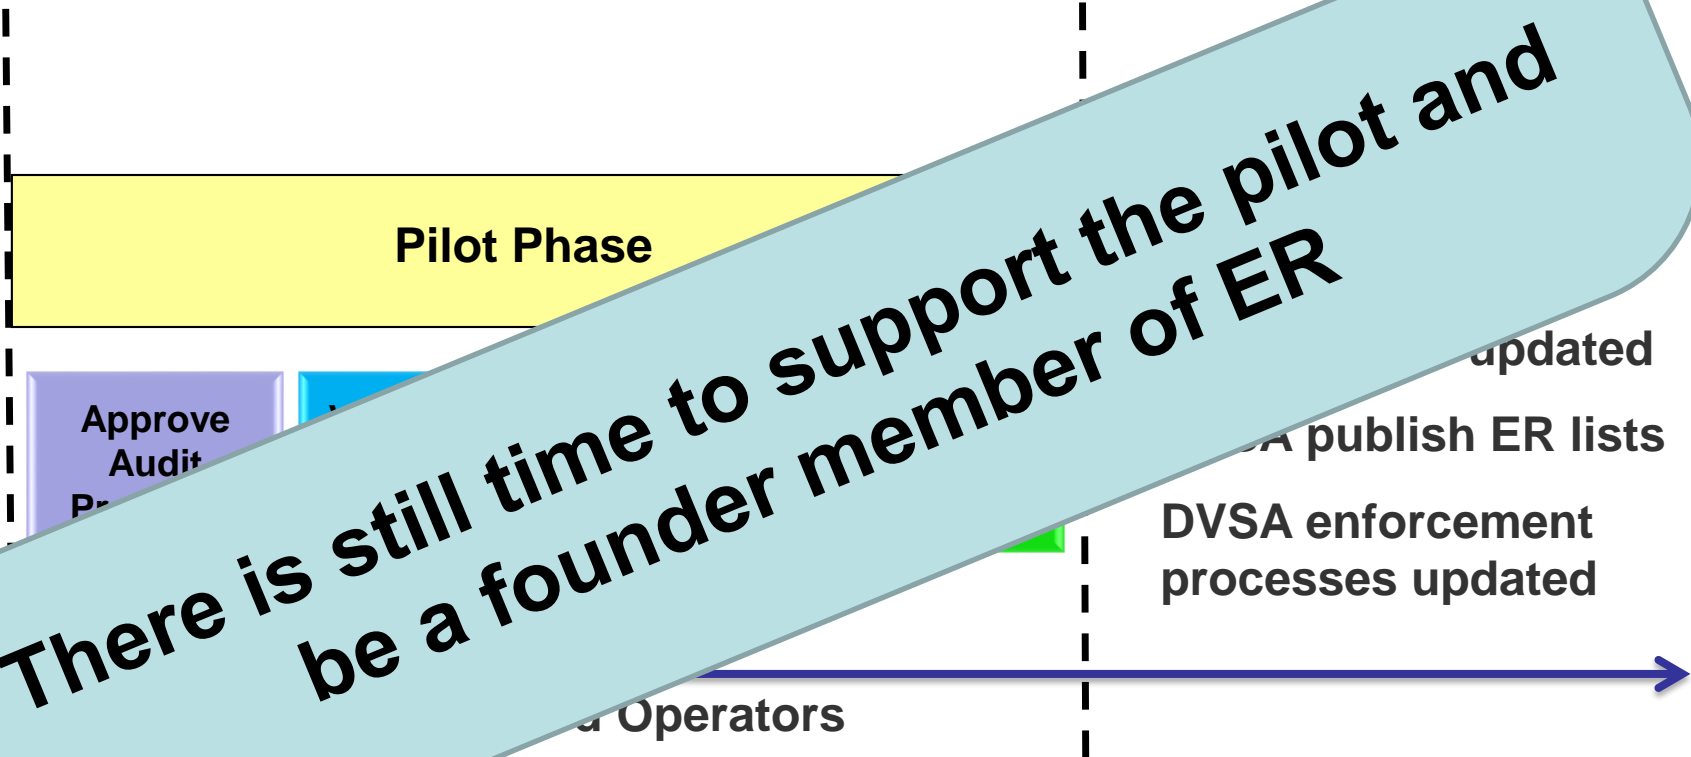 Pilot Phase
There is still time to support the pilot and
be a founder member of ER
Approve
Audit
updated
publish ER lists
DVSA enforcement
processes updated
Operators